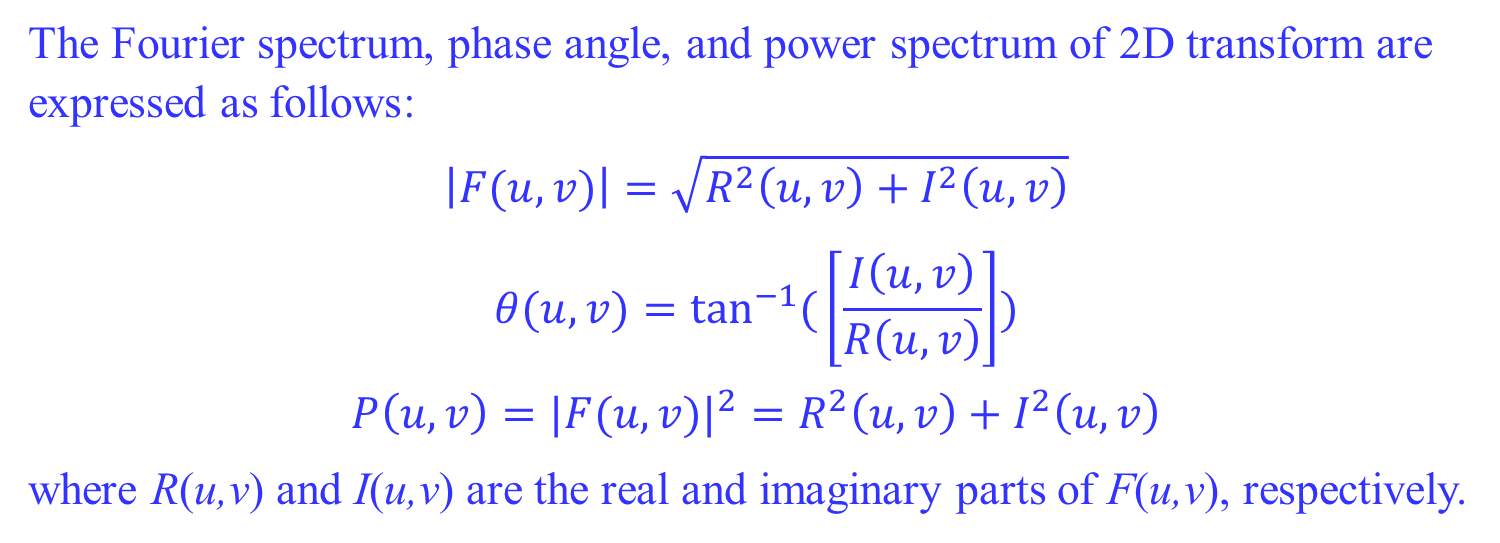 The Fourier spectrum, phase angle, and power spectrum of 2D transform are
expressed as follows:
|F(u, v)| = √(R²(u, v) + I²(u, v))
θ(u, v) = tan⁻¹([I(u, v) / R(u, v)])
P(u, v) = |F(u, v)|² = R²(u, v) + I²(u, v)
where R(u,v) and I(u,v) are the real and imaginary parts of F(u,v), respectively.